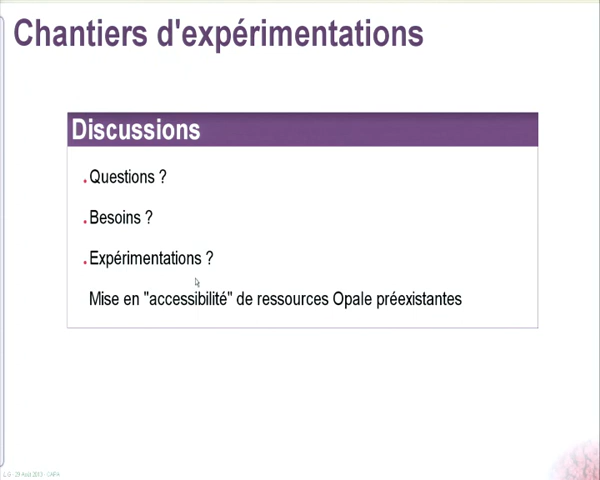 Chantiers d'expérimentations
Discussions
Questions ?
Besoins ?
Expérimentations ?
Mise en "accessibilité" de ressources Opale préexistantes